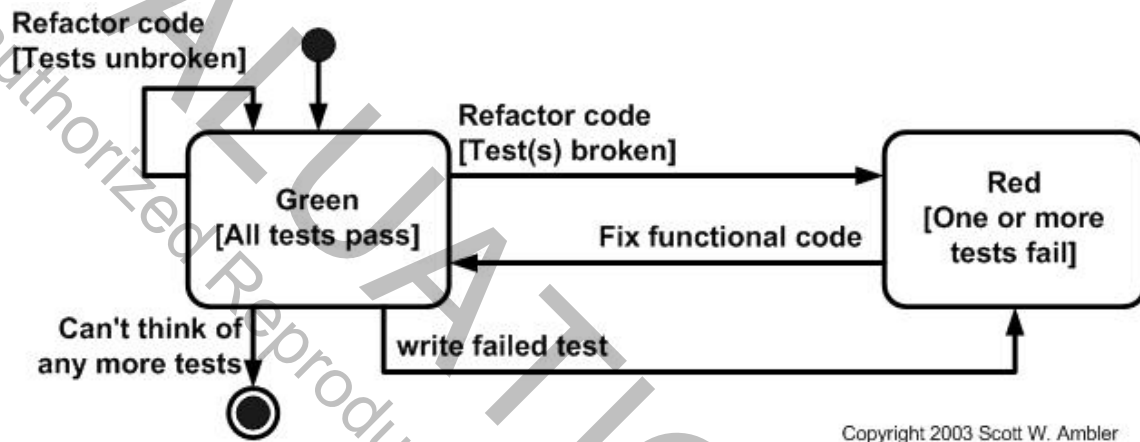 Refactor code
[Tests unbroken]
Refactor code
[Test(s) broken]
Green
[All tests pass]
Red
[One or more
tests fail]
Fix functional code
Can't think of
any more tests
write failed test
Copyright 2003 Scott W. Ambler